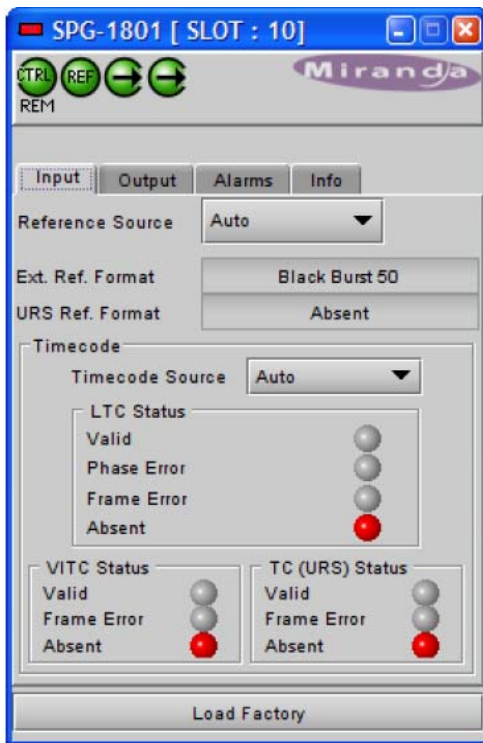 SPG-1801 [ SLOT : 10]
CTRL REF
REM
Miranda
Input Output Alarms Info
Reference Source Auto
Ext. Ref. Format Black Burst 50
URS Ref. Format Absent
Timecode
Timecode Source Auto
LTC Status
Valid
Phase Error
Frame Error
Absent
VITC Status
Valid
Frame Error
Absent
TC (URS) Status
Valid
Frame Error
Absent
Load Factory